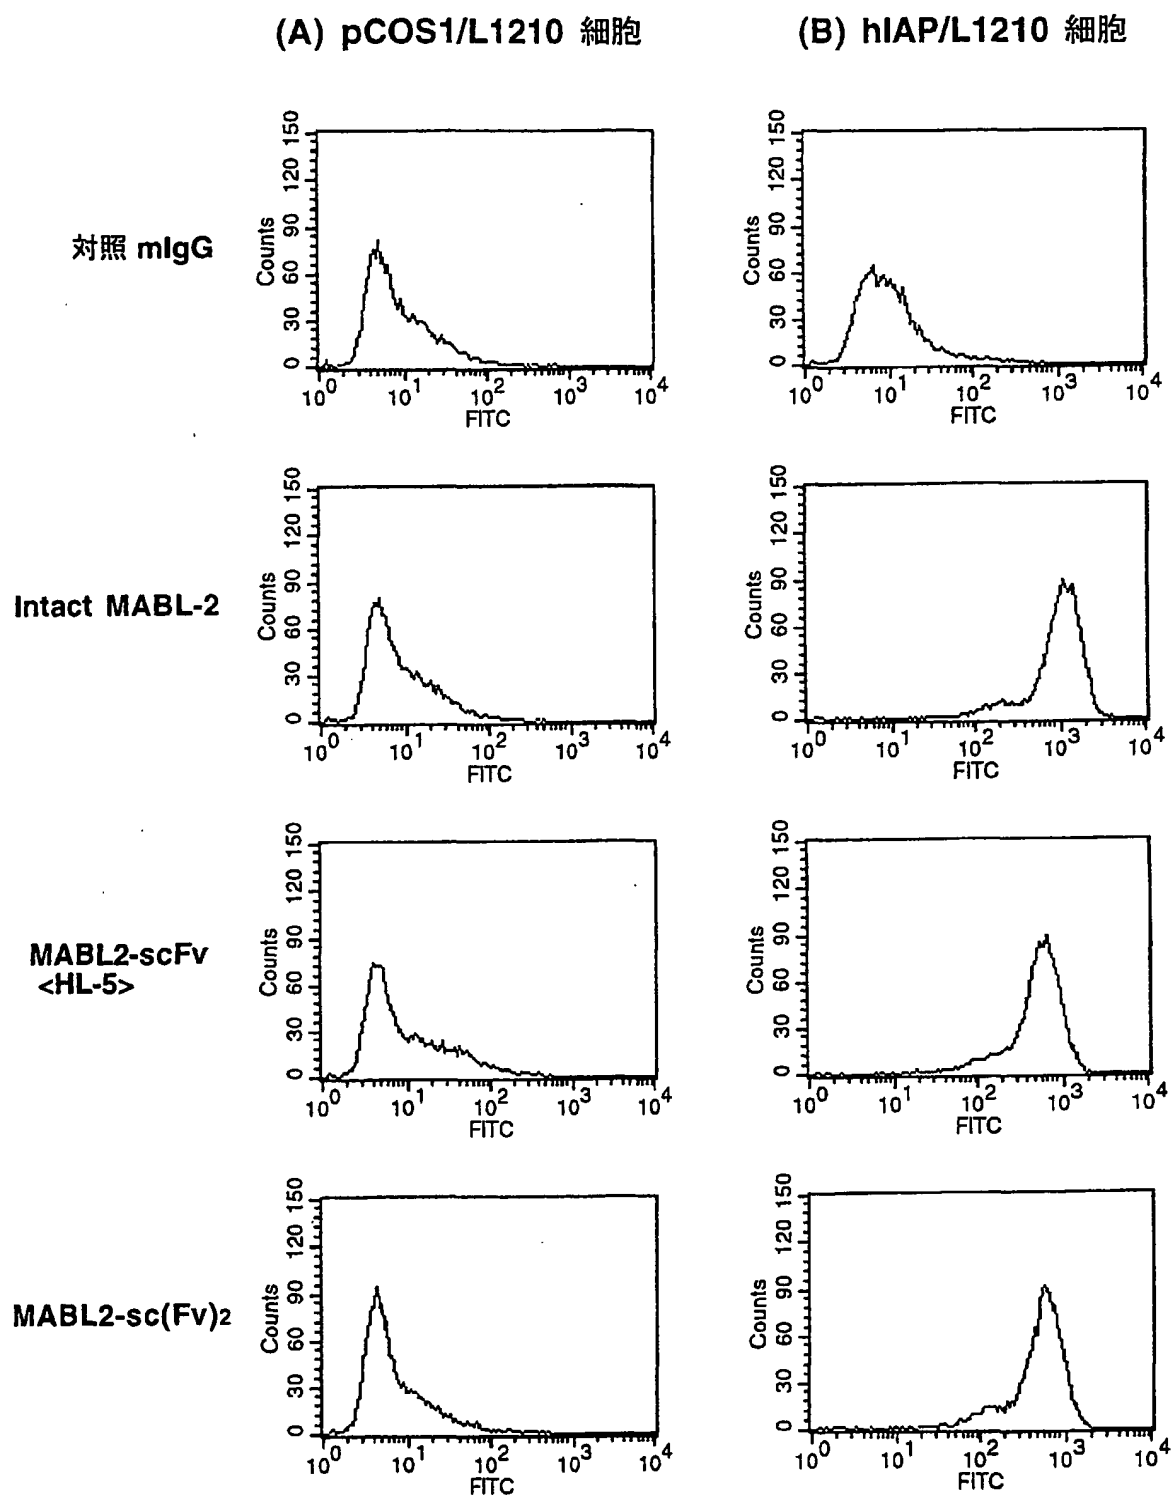 (A) pCOS1/L1210 細胞
(B) hIAP/L1210 細胞
対照 mIgG
Counts
0 30 60 90 120 150
10^0 10^1 10^2 10^3 10^4
FITC
Counts
0 30 60 90 120 150
10^0 10^1 10^2 10^3 10^4
FITC
Intact MABL-2
Counts
0 30 60 90 120 150
10^0 10^1 10^2 10^3 10^4
FITC
Counts
0 30 60 90 120 150
10^0 10^1 10^2 10^3 10^4
FITC
MABL2-scFv
<HL-5>
Counts
0 30 60 90 120 150
10^0 10^1 10^2 10^3 10^4
FITC
Counts
0 30 60 90 120 150
10^0 10^1 10^2 10^3 10^4
FITC
MABL2-sc(Fv)2
Counts
0 30 60 90 120 150
10^0 10^1 10^2 10^3 10^4
FITC
Counts
0 30 60 90 120 150
10^0 10^1 10^2 10^3 10^4
FITC